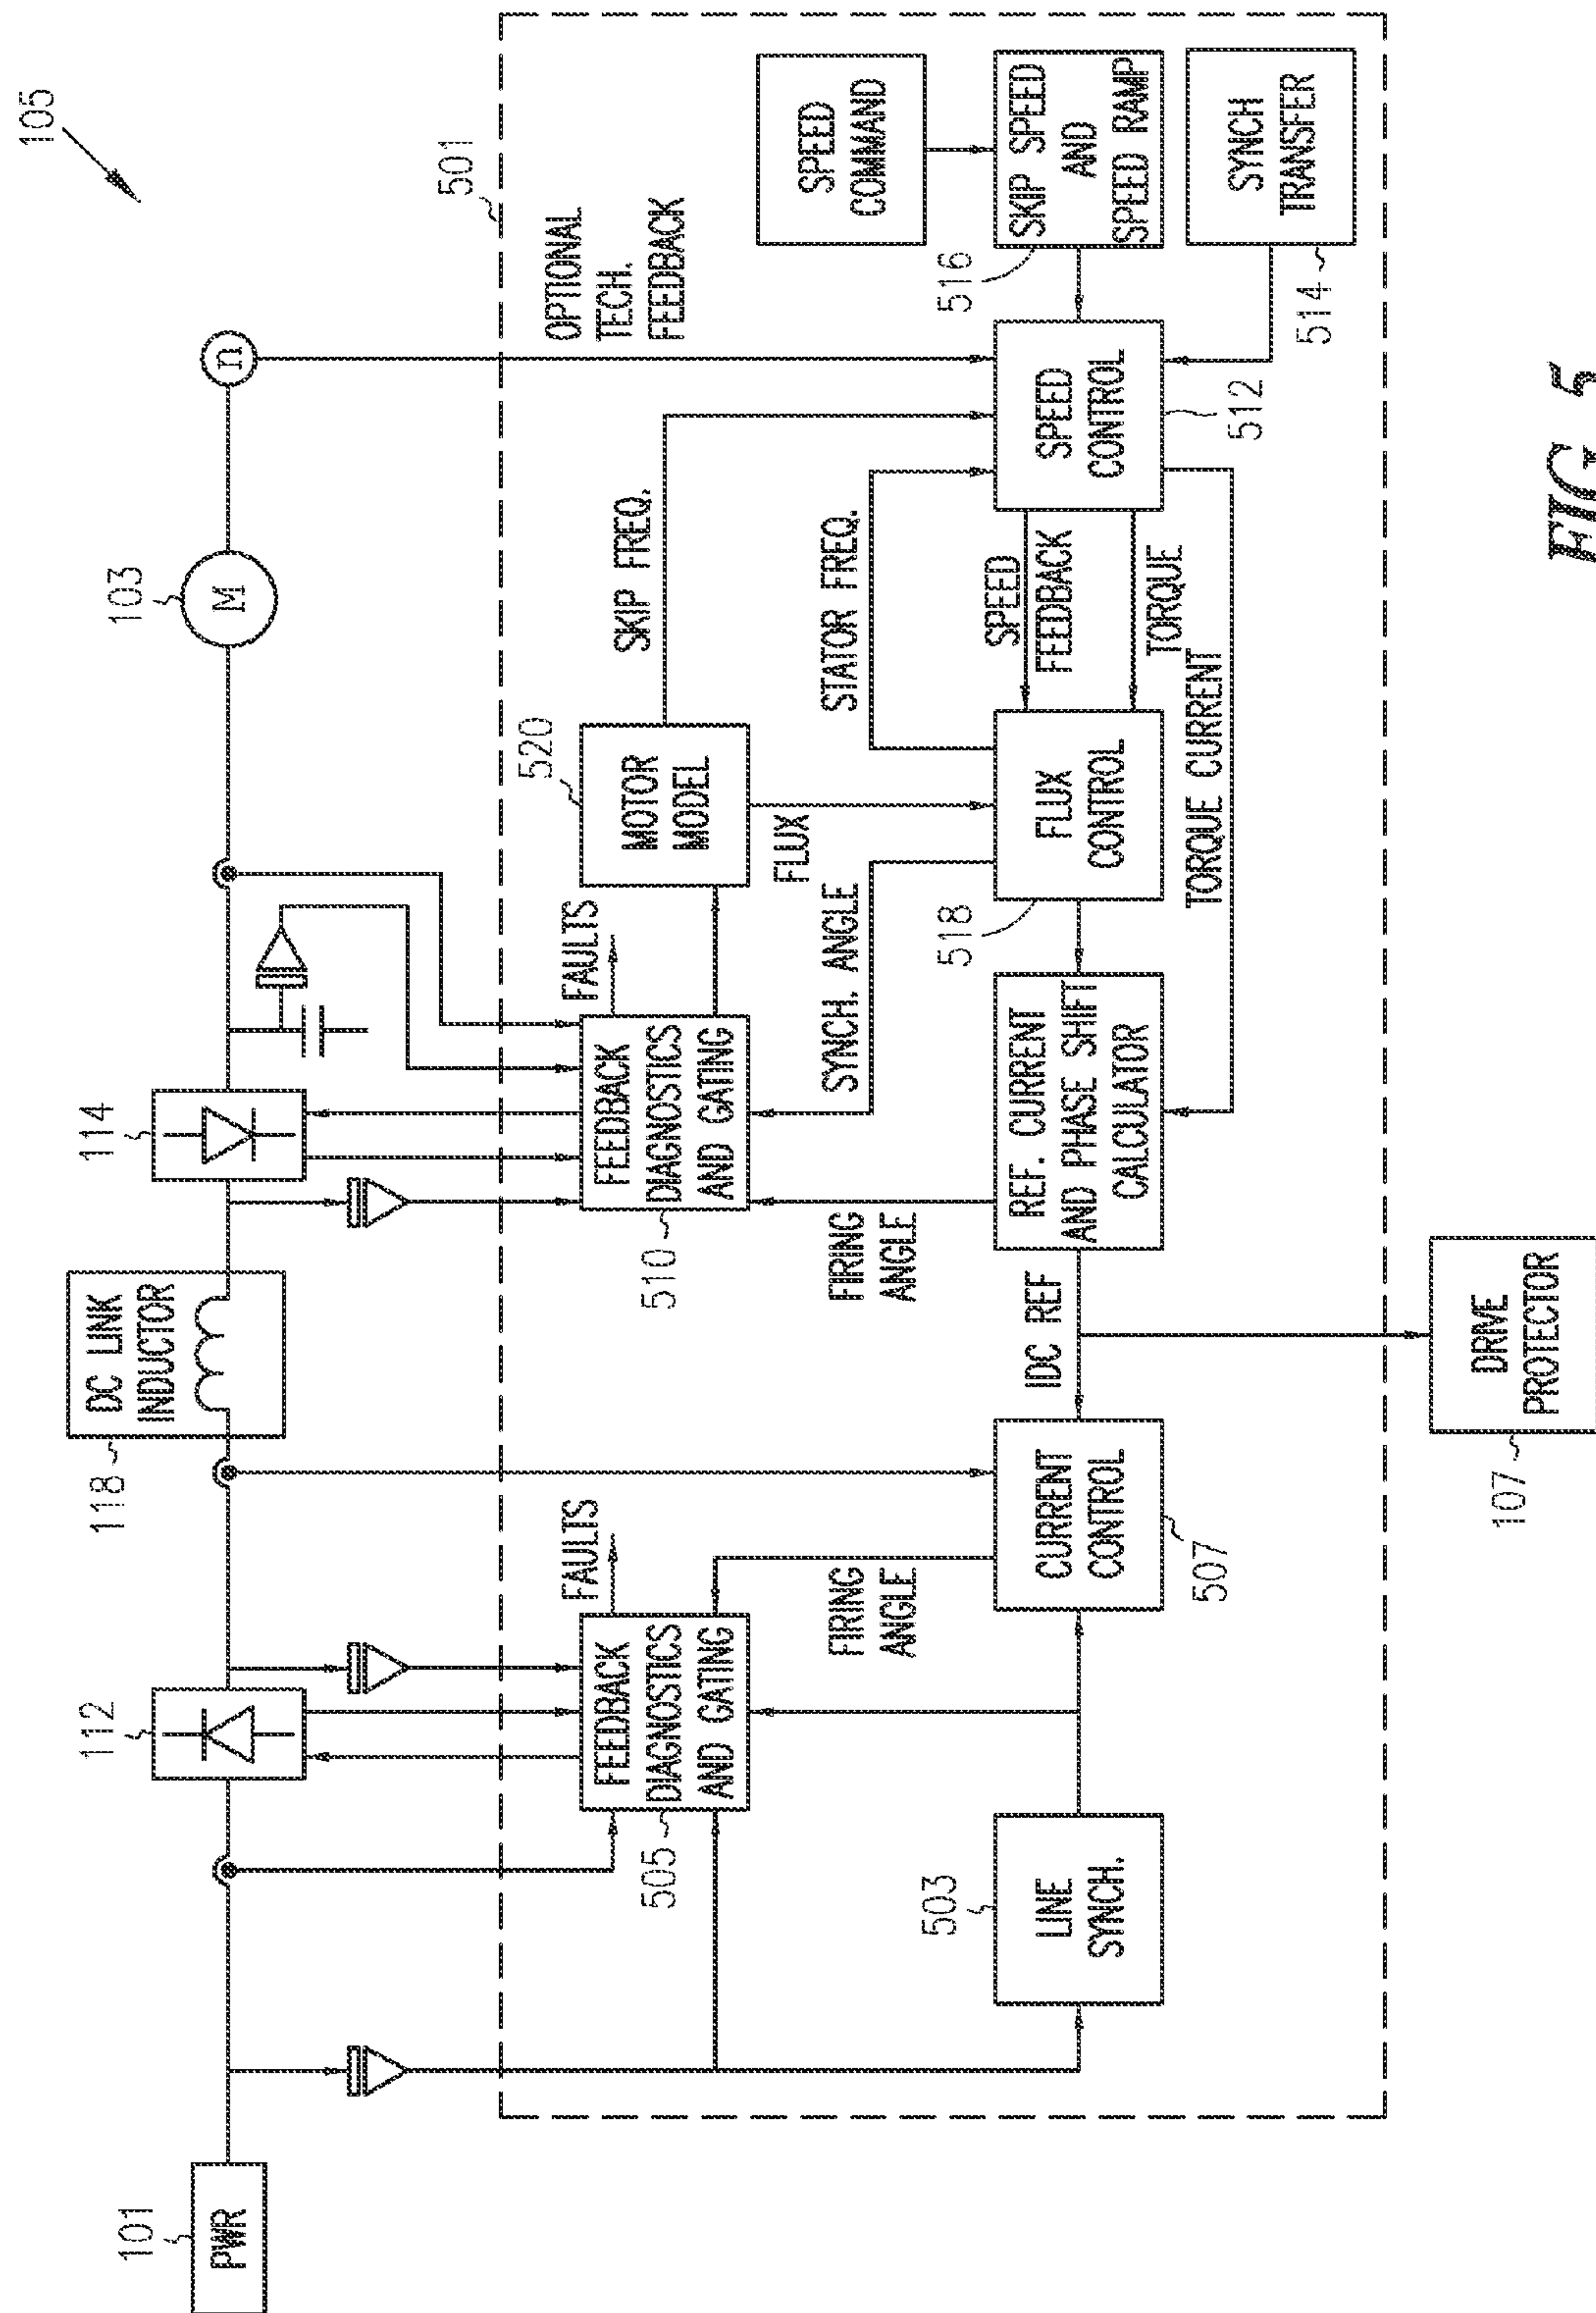 105
101
PWR
112
118
DC LINK
INDUCTOR
114
103
M
n
501
OPTIONAL
TECH.
FEEDBACK
505
FEEDBACK
DIAGNOSTICS
AND GATING
FAULTS
510
FEEDBACK
DIAGNOSTICS
AND GATING
FAULTS
520
MOTOR
MODEL
SKIP FREQ.
FLUX
SYNCH. ANGLE
STATOR FREQ.
FIRING
ANGLE
FIRING
ANGLE
SPEED
COMMAND
503
LINE
SYNCH.
CURRENT
CONTROL
507
IDC REF
REF. CURRENT
AND PHASE SHIFT
CALCULATOR
518
FLUX
CONTROL
SPEED
FEEDBACK
TORQUE
TORQUE CURRENT
SPEED
CONTROL
512
516
SKIP SPEED
AND
SPEED RAMP
SYNCH
TRANSFER
514
107
DRIVE
PROTECTOR
FIG. 5